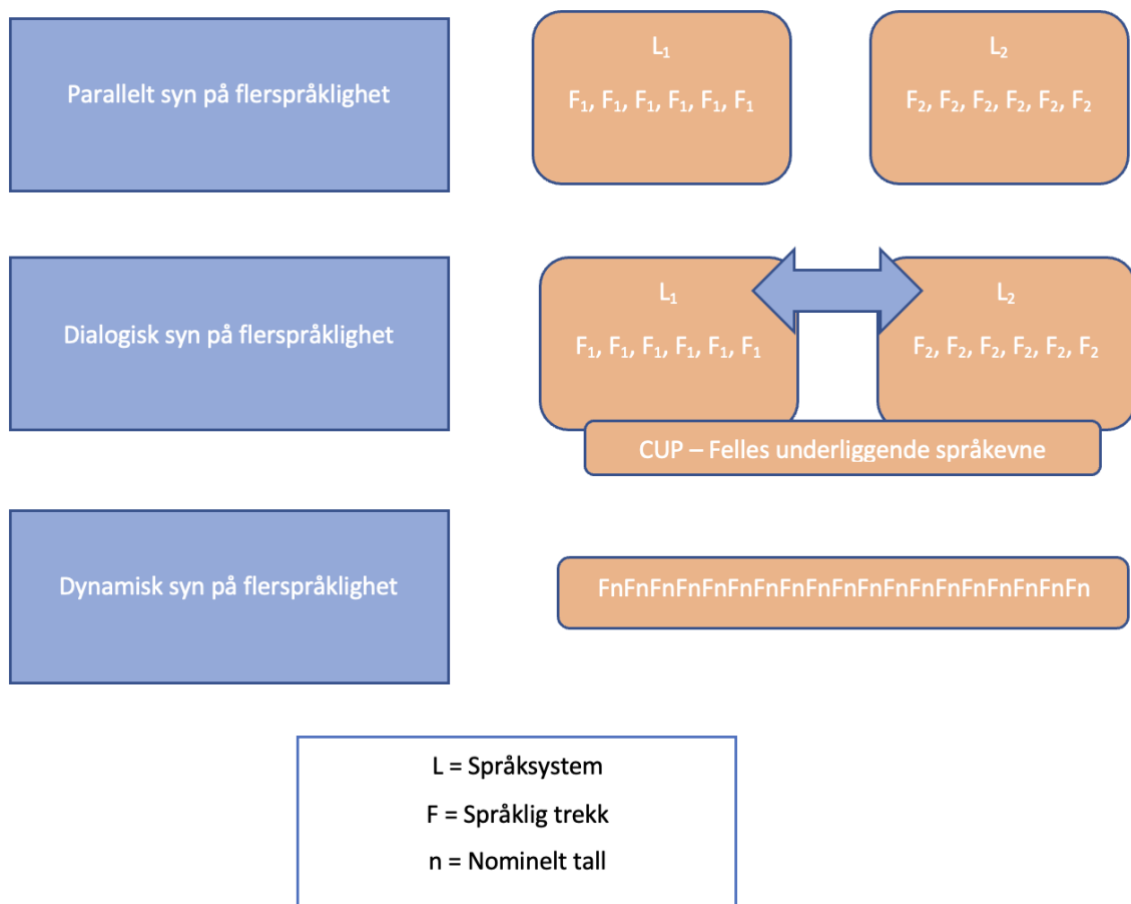 Parallelt syn på flerspråklighet
L₁
F₁, F₁, F₁, F₁, F₁, F₁
L₂
F₂, F₂, F₂, F₂, F₂, F₂
Dialogisk syn på flerspråklighet
L₁
F₁, F₁, F₁, F₁, F₁, F₁
L₂
F₂, F₂, F₂, F₂, F₂, F₂
CUP – Felles underliggende språkevne
Dynamisk syn på flerspråklighet
FnFnFnFnFnFnFnFnFnFnFnFnFnFnFnFnFnFnFn
L = Språksystem
F = Språklig trekk
n = Nominelt tall